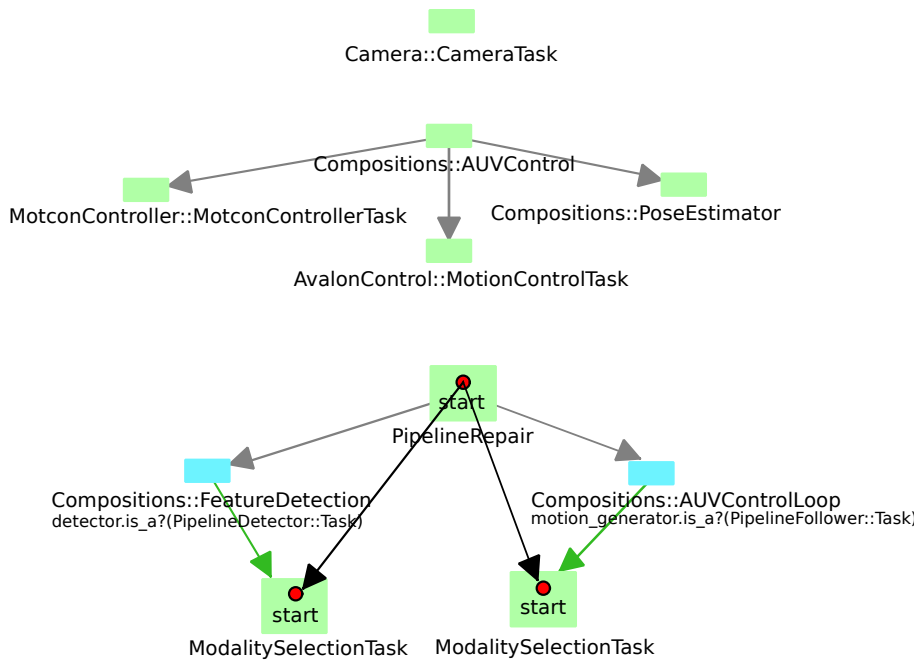 Camera::CameraTask
Compositions::AUVControl
MotconController::MotconControllerTask
Compositions::PoseEstimator
AvalonControl::MotionControlTask
start
PipelineRepair
Compositions::FeatureDetection
detector.is_a?(PipelineDetector::Task)
Compositions::AUVControlLoop
motion_generator.is_a?(PipelineFollower::Task)
start
ModalitySelectionTask
start
ModalitySelectionTask